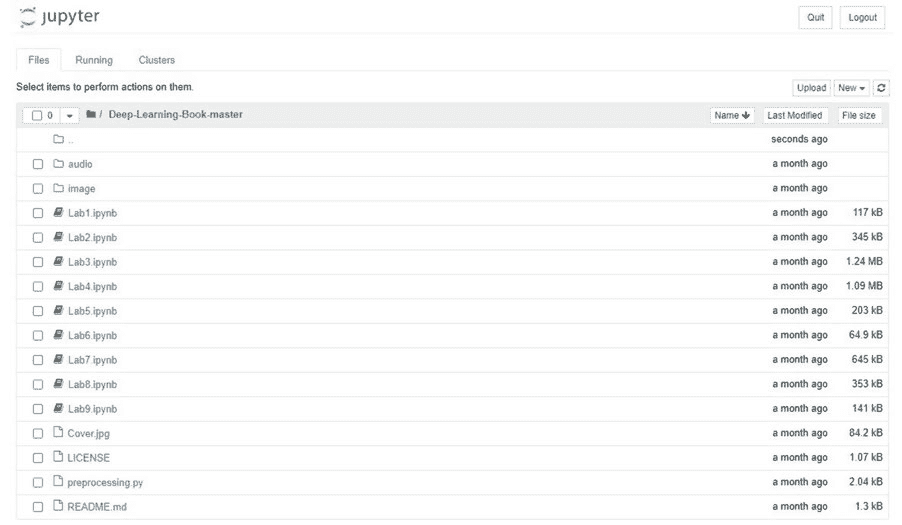 jupyter Quit Logout
Files Running Clusters
Select items to perform actions on them. Upload New
0 / Deep-Learning-Book-master Name Last Modified File size
.. seconds ago
audio a month ago
image a month ago
Lab1.ipynb a month ago 117 kB
Lab2.ipynb a month ago 345 kB
Lab3.ipynb a month ago 1.24 MB
Lab4.ipynb a month ago 1.09 MB
Lab5.ipynb a month ago 203 kB
Lab6.ipynb a month ago 64.9 kB
Lab7.ipynb a month ago 645 kB
Lab8.ipynb a month ago 353 kB
Lab9.ipynb a month ago 141 kB
Cover.jpg a month ago 84.2 kB
LICENSE a month ago 1.07 kB
preprocessing.py a month ago 2.04 kB
README.md a month ago 1.3 kB